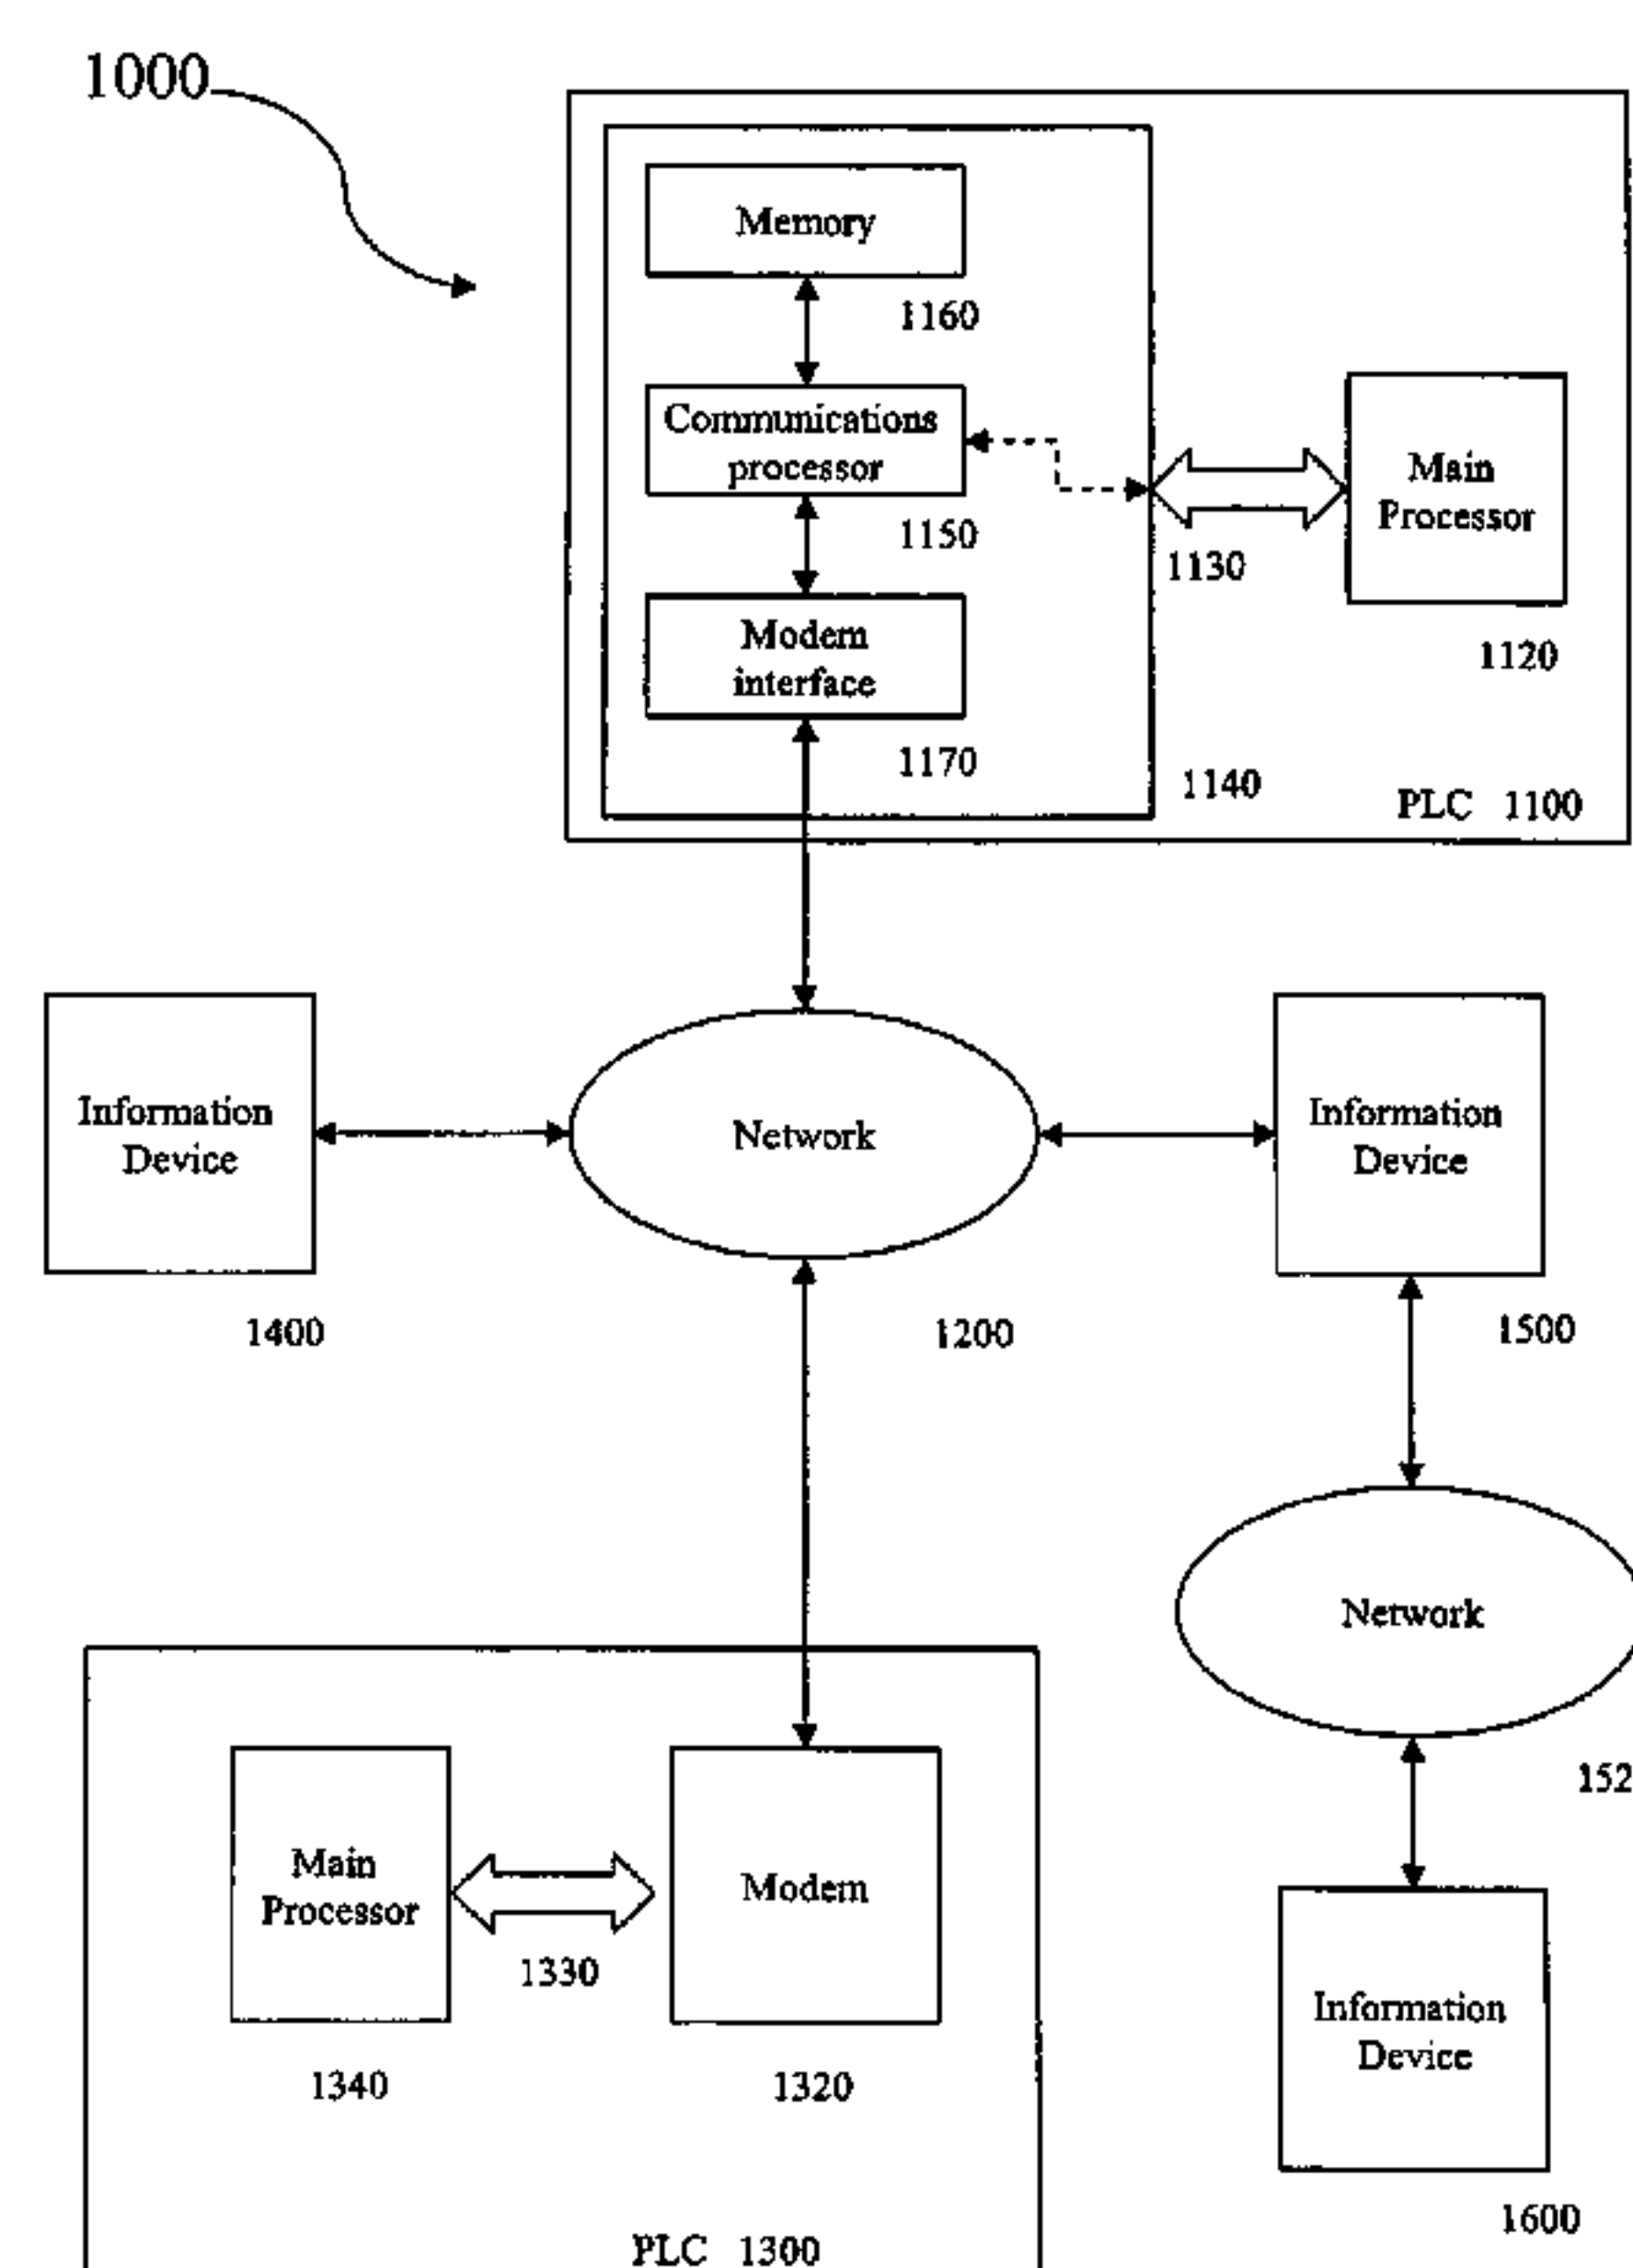 1000
Memory
1160
Communications
processor
1150
1130
Main
Processor
1120
Modem
interface
1170
1140
PLC 1100
Information
Device
1400
Network
1200
Information
Device
1500
Network
152
Main
Processor
1340
1330
Modem
1320
PLC 1300
Information
Device
1600